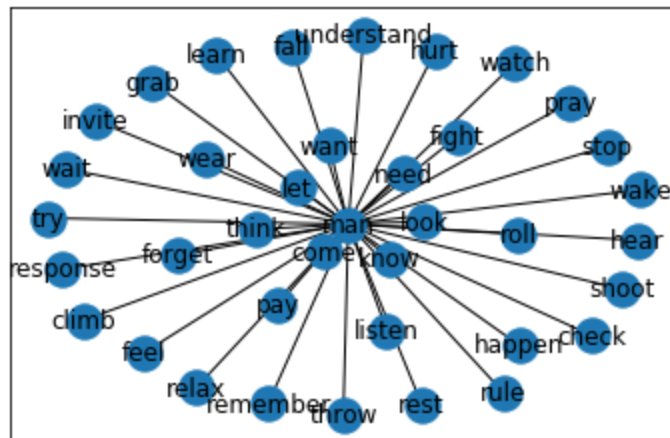 understand
fall
hurt
learn
watch
grab
pray
invite
want
fight
stop
wear
wait
need
let
wake
try
think
man
look
roll
hear
forget
come
know
response
shoot
pay
climb
listen
check
happen
feel
relax
rule
remember
rest
throw